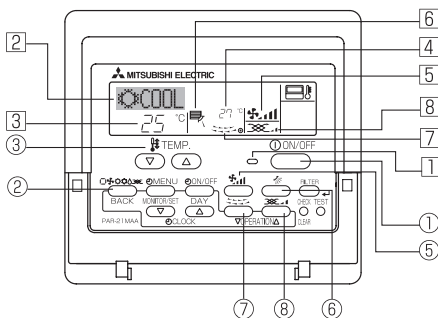 6
2
4
MITSUBISHI ELECTRIC
5
COOL
27 °C
3
25 °C
8
7
③
TEMP.
ON/OFF
1
②
MENU
ON/OFF
FILTER
BACK
MONITOR/SET
DAY
CHECK
TEST
PAR-21MAA
CLOCK
OPERATION
CLEAR
①
⑤
⑦
⑧
⑥